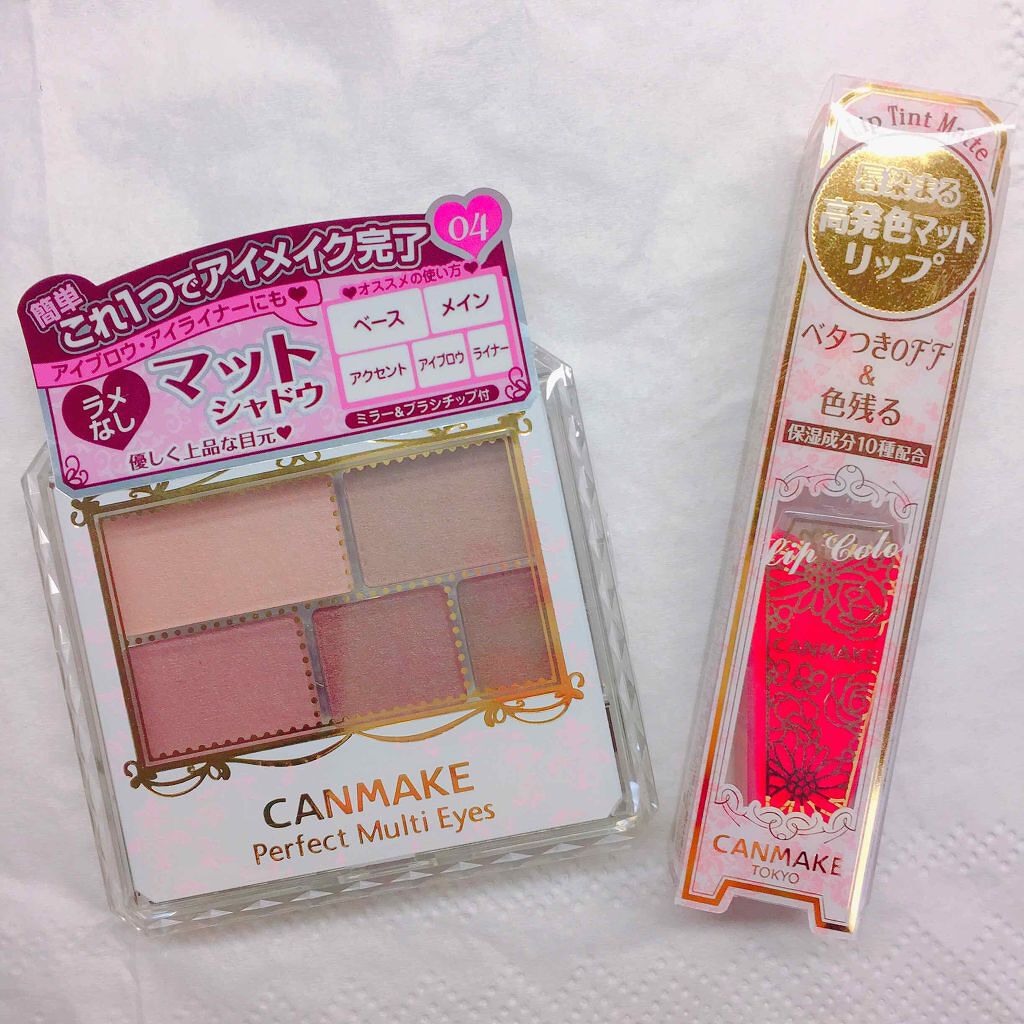 04
簡単
これ1つでアイメイク完了
アイブロウ・アイライナーにも♥
ラメ
なし
マット
シャドウ
優しく上品な目元♥
♥オススメの使い方♥
ベース
メイン
アクセント
アイブロウ
ライナー
ミラー&ブラシチップ付
CANMAKE
Perfect Multi Eyes
Lip Tint Matte
唇染まる
高発色マット
リップ
ベタつきOFF
&
色残る
保湿成分10種配合
Lip Colo
CANMAKE
CANMAKE
TOKYO